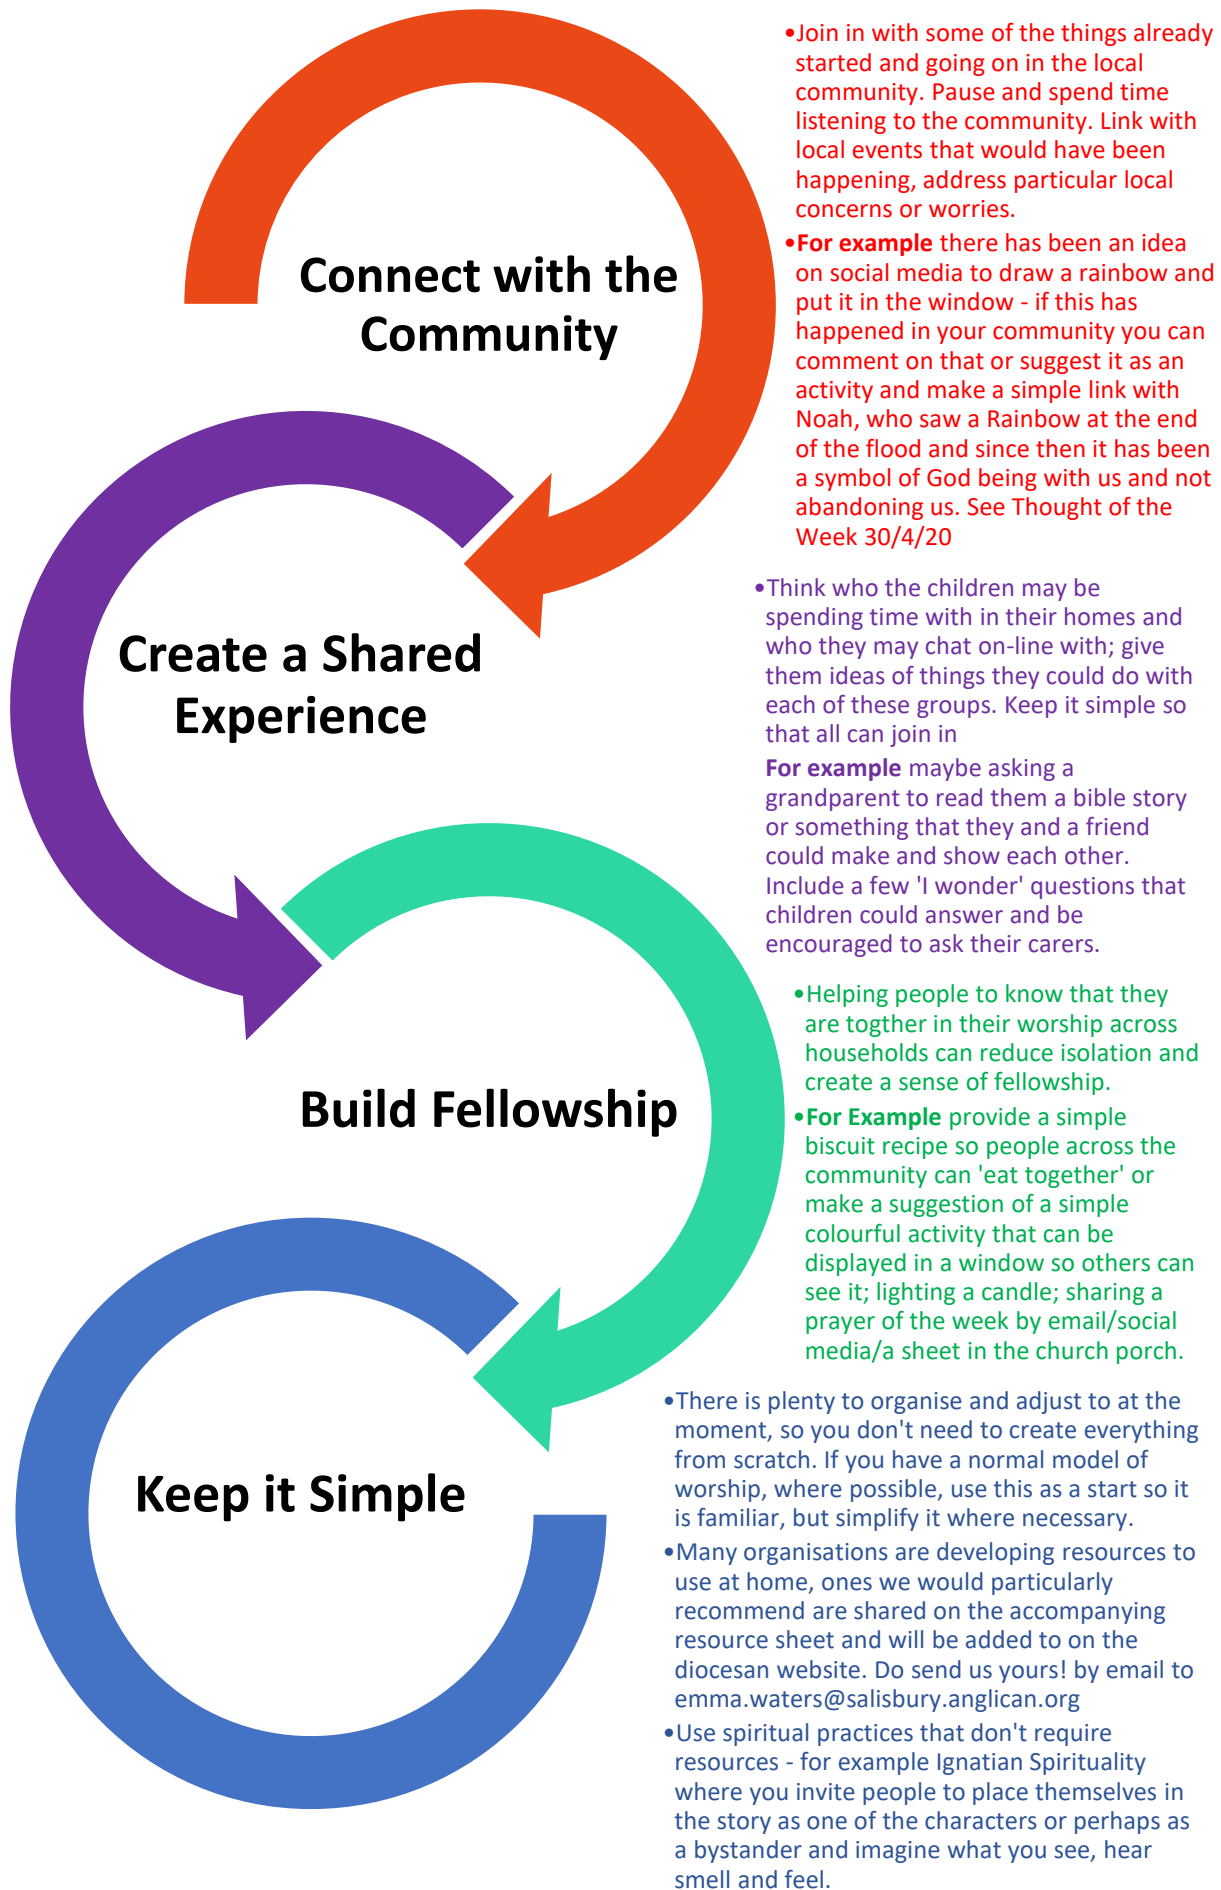 Connect with the
Community
•Join in with some of the things already
started and going on in the local
community. Pause and spend time
listening to the community. Link with
local events that would have been
happening, address particular local
concerns or worries.
•For example there has been an idea
on social media to draw a rainbow and
put it in the window - if this has
happened in your community you can
comment on that or suggest it as an
activity and make a simple link with
Noah, who saw a Rainbow at the end
of the flood and since then it has been
a symbol of God being with us and not
abandoning us. See Thought of the
Week 30/4/20
Create a Shared
Experience
•Think who the children may be
spending time with in their homes and
who they may chat on-line with; give
them ideas of things they could do with
each of these groups. Keep it simple so
that all can join in
For example maybe asking a
grandparent to read them a bible story
or something that they and a friend
could make and show each other.
Include a few 'I wonder' questions that
children could answer and be
encouraged to ask their carers.
Build Fellowship
•Helping people to know that they
are togther in their worship across
households can reduce isolation and
create a sense of fellowship.
•For Example provide a simple
biscuit recipe so people across the
community can 'eat together' or
make a suggestion of a simple
colourful activity that can be
displayed in a window so others can
see it; lighting a candle; sharing a
prayer of the week by email/social
media/a sheet in the church porch.
Keep it Simple
•There is plenty to organise and adjust to at the
moment, so you don't need to create everything
from scratch. If you have a normal model of
worship, where possible, use this as a start so it
is familiar, but simplify it where necessary.
•Many organisations are developing resources to
use at home, ones we would particularly
recommend are shared on the accompanying
resource sheet and will be added to on the
diocesan website. Do send us yours! by email to
emma.waters@salisbury.anglican.org
•Use spiritual practices that don't require
resources - for example Ignatian Spirituality
where you invite people to place themselves in
the story as one of the characters or perhaps as
a bystander and imagine what you see, hear
smell and feel.